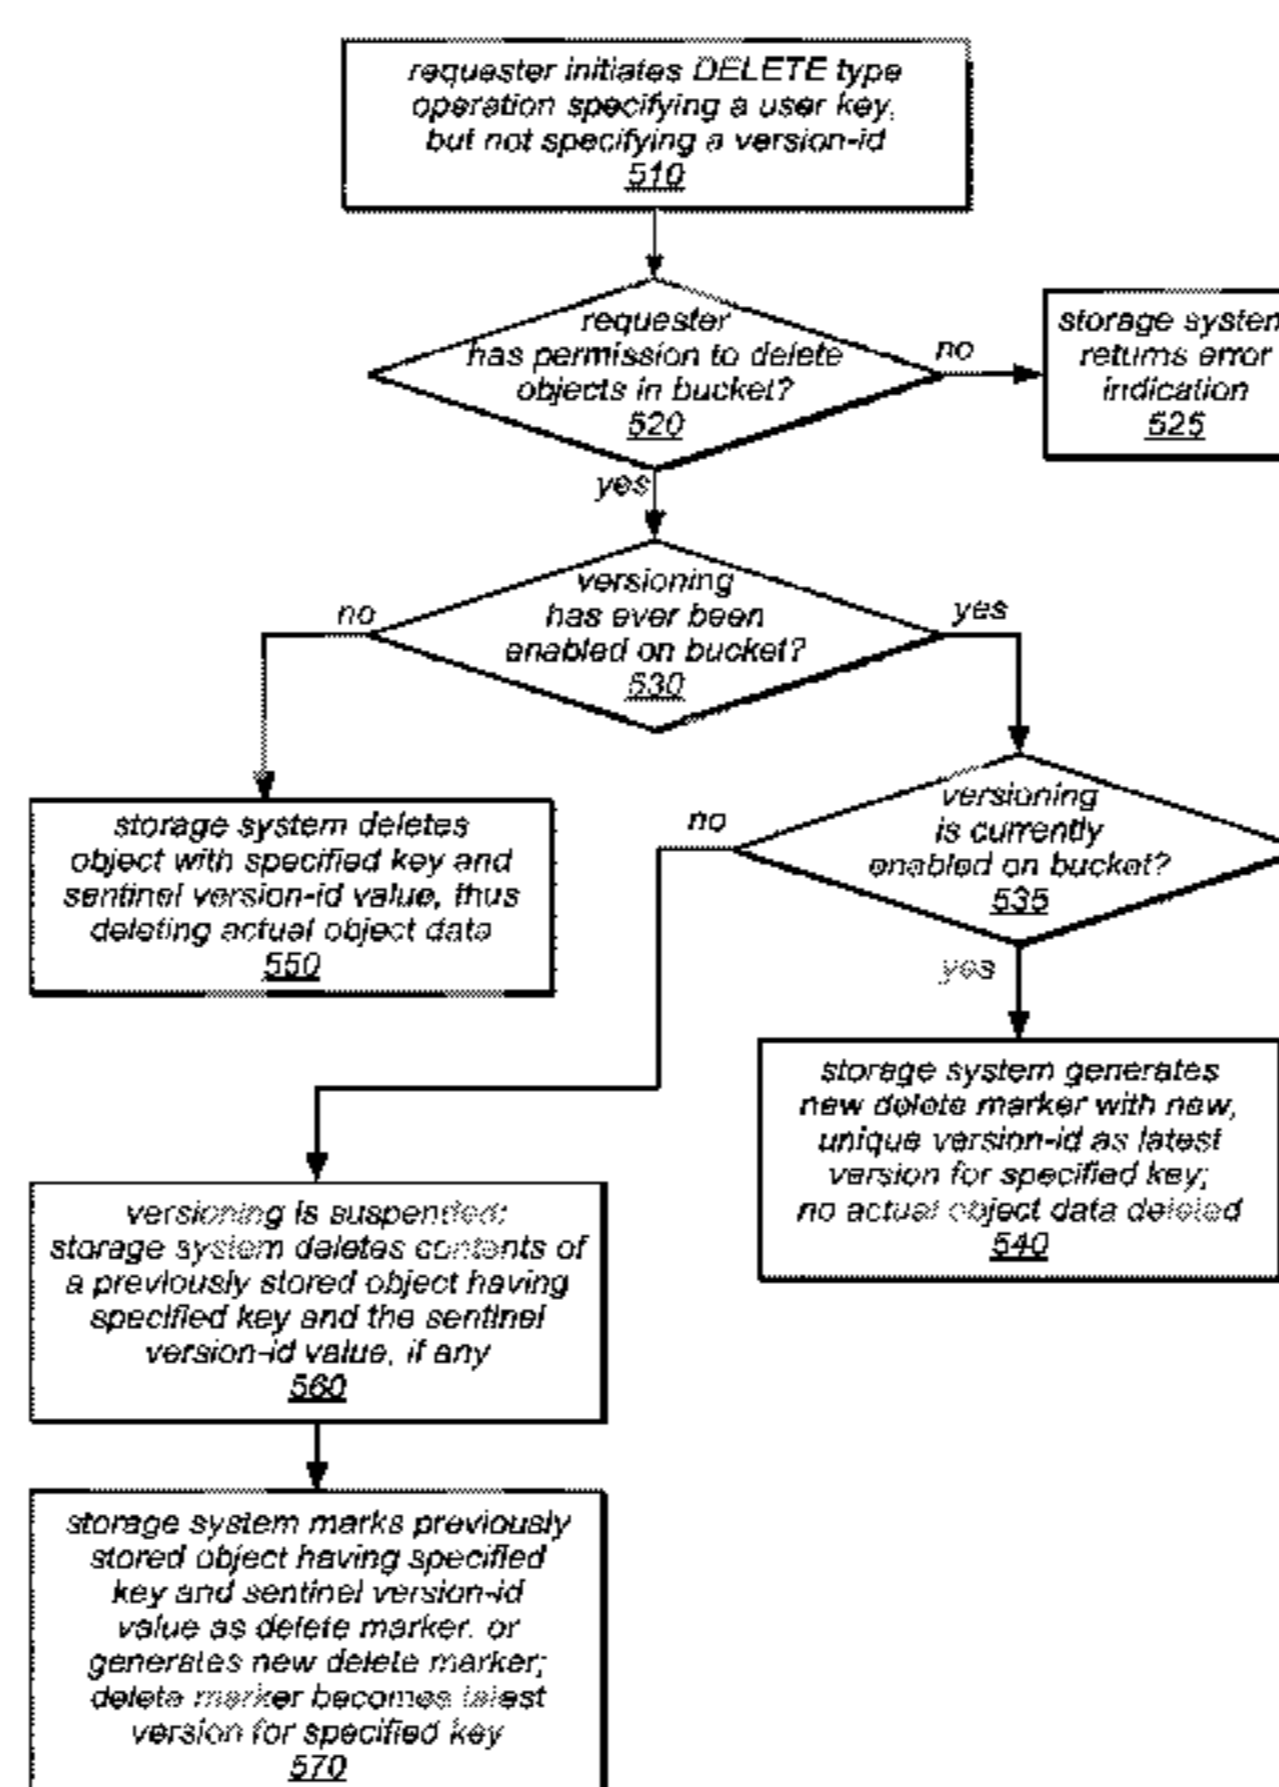 requester initiates DELETE type
operation specifying a user key,
but not specifying a version-id
510
requester
has permission to delete
objects in bucket?
520
no
storage system
returns error
indication
525
yes
versioning
has ever been
enabled on bucket?
530
no
yes
storage system deletes
object with specified key and
sentinel version-id value, thus
deleting actual object data
550
versioning
is currently
enabled on bucket?
535
no
yes
storage system generates
new delete marker with new,
unique version-id as latest
version for specified key;
no actual object data deleted
540
versioning is suspended:
storage system deletes contents of
a previously stored object having
specified key and the sentinel
version-id value, if any
560
storage system marks previously
stored object having specified
key and sentinel version-id
value as delete marker, or
generates new delete marker;
delete marker becomes latest
version for specified key
570